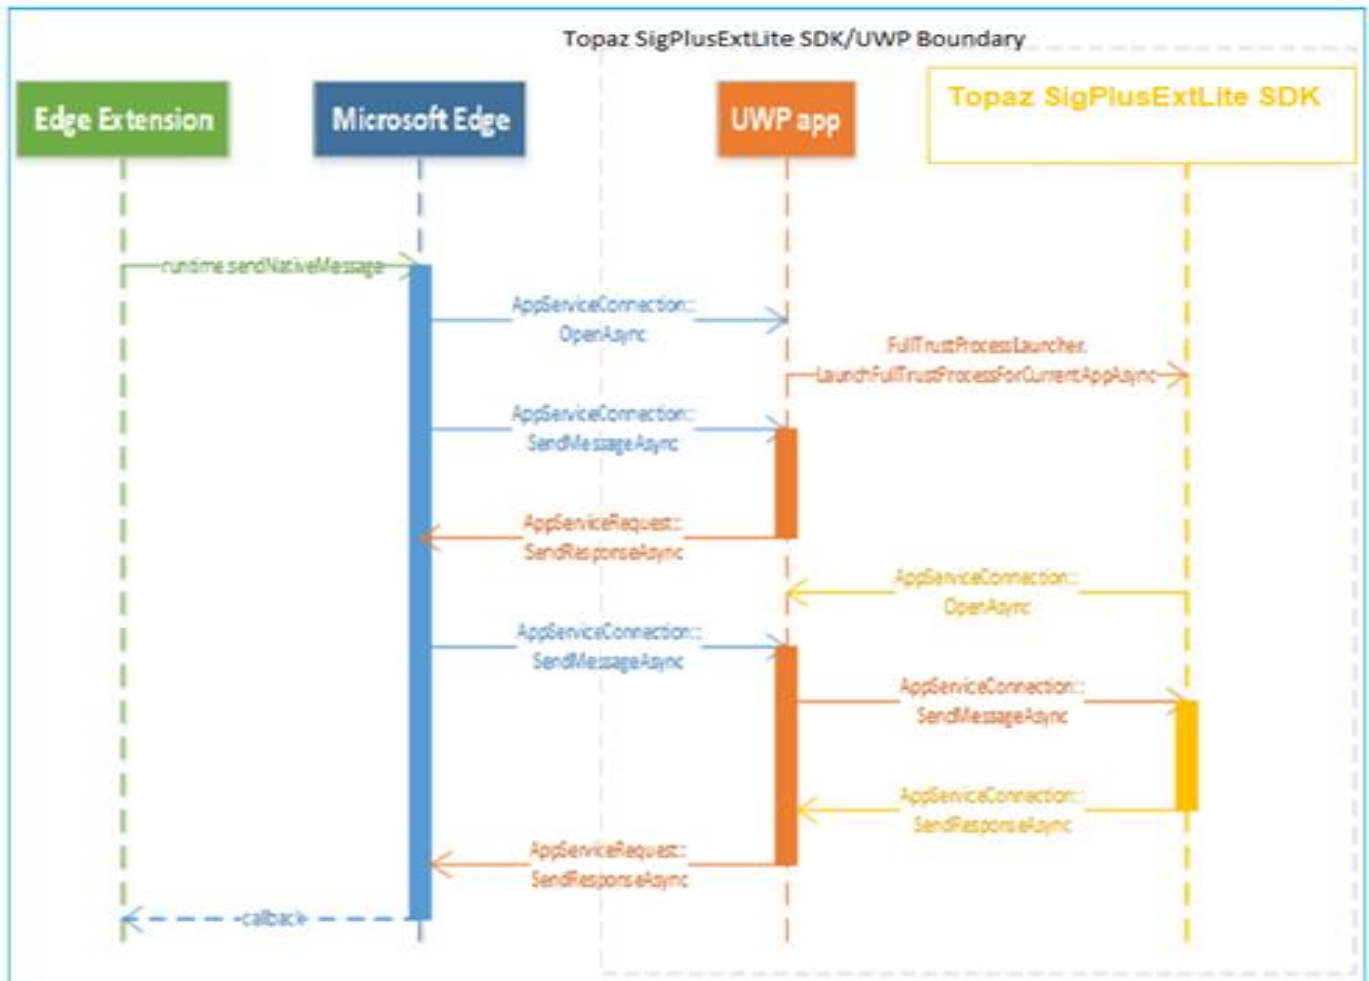 Topaz SigPlusExtLite SDK/UWP Boundary
Edge Extension
Microsoft Edge
UWP app
Topaz SigPlusExtLite SDK
runtime.sendNativeMessage
AppServiceConnection::
OpenAsync
FullTrustProcessLauncher.
LaunchFullTrustProcessForCurrentAppAsync
AppServiceConnection::
SendMessageAsync
AppServiceRequest::
SendResponseAsync
AppServiceConnection::
OpenAsync
AppServiceConnection::
SendMessageAsync
AppServiceConnection::
SendMessageAsync
AppServiceConnection::
SendResponseAsync
AppServiceRequest::
SendResponseAsync
callback